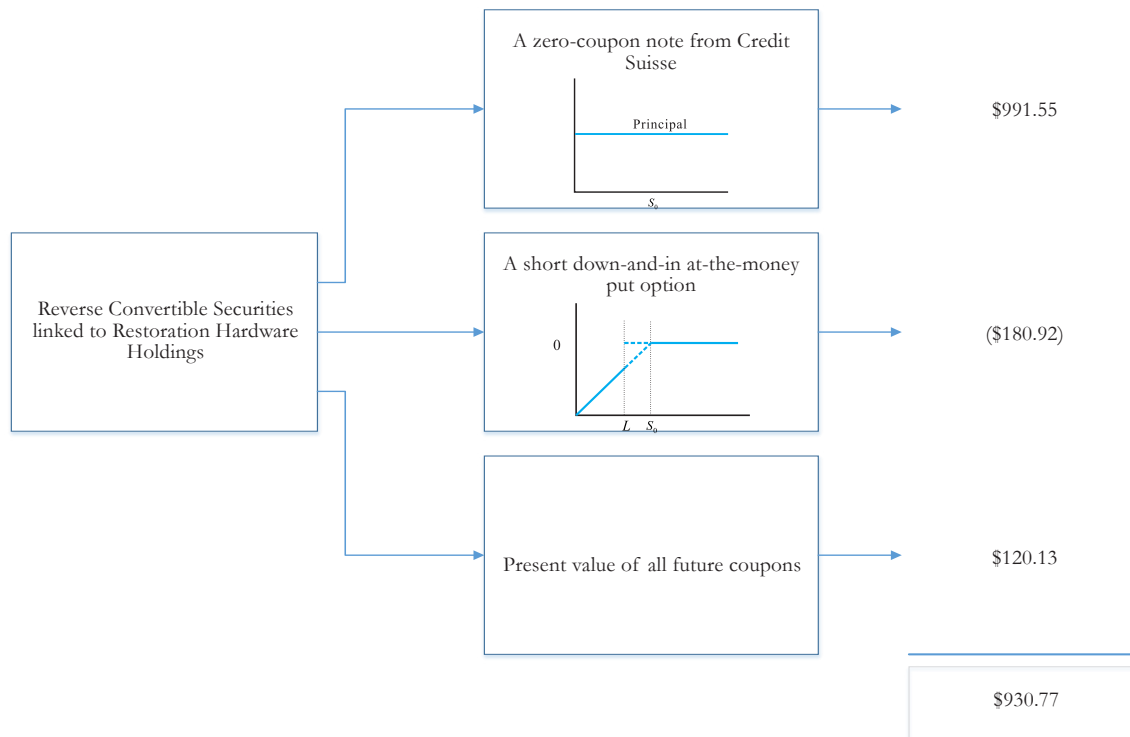 A zero-coupon note from Credit
Suisse
Principal
S₀
$991.55
Reverse Convertible Securities
linked to Restoration Hardware
Holdings
A short down-and-in at-the-money
put option
0
L S₀
($180.92)
Present value of all future coupons
$120.13
$930.77